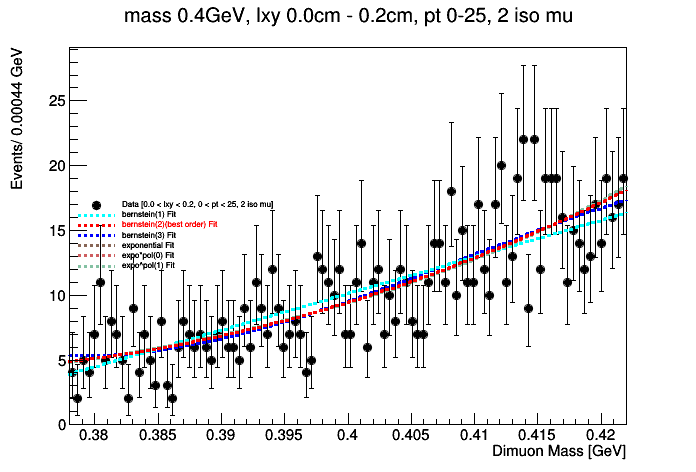 mass 0.4GeV, lxy 0.0cm - 0.2cm, pt 0-25, 2 iso mu
Events/ 0.00044 GeV
25
20
15
10
5
0
Data [0.0 < lxy < 0.2, 0 < pt < 25, 2 iso mu]
bernstein(1) Fit
bernstein(2)(best order) Fit
bernstein(3) Fit
exponential Fit
expo*pol(0) Fit
expo*pol(1) Fit
0.38 0.385 0.39 0.395 0.4 0.405 0.41 0.415 0.42
Dimuon Mass [GeV]